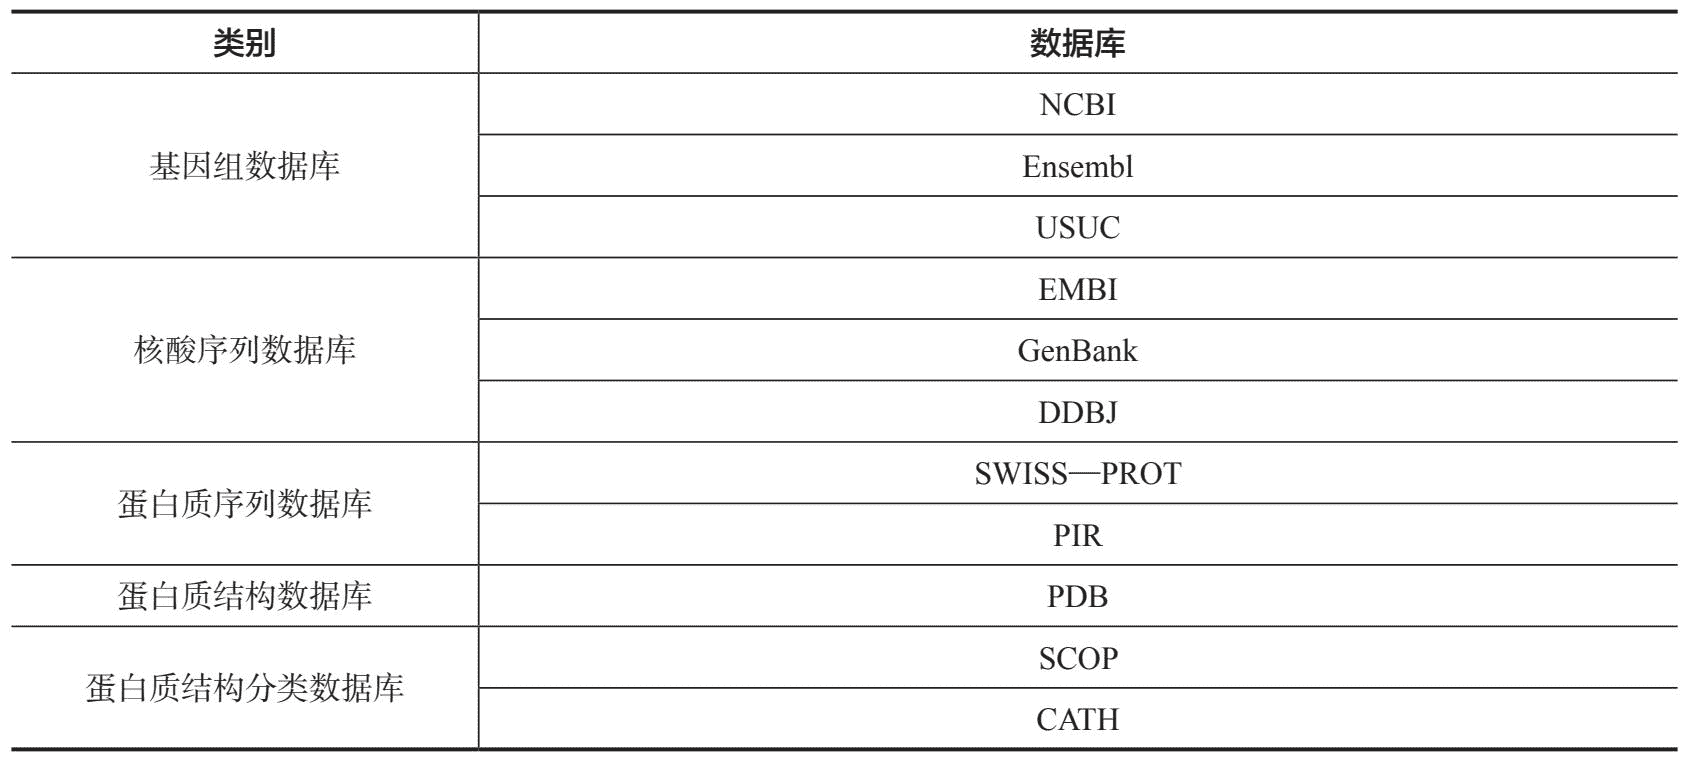 类别 数据库
基因组数据库
NCBI
Ensembl
USUC
核酸序列数据库
EMBI
GenBank
DDBJ
蛋白质序列数据库
SWISS—PROT
PIR
蛋白质结构数据库
PDB
蛋白质结构分类数据库
SCOP
CATH